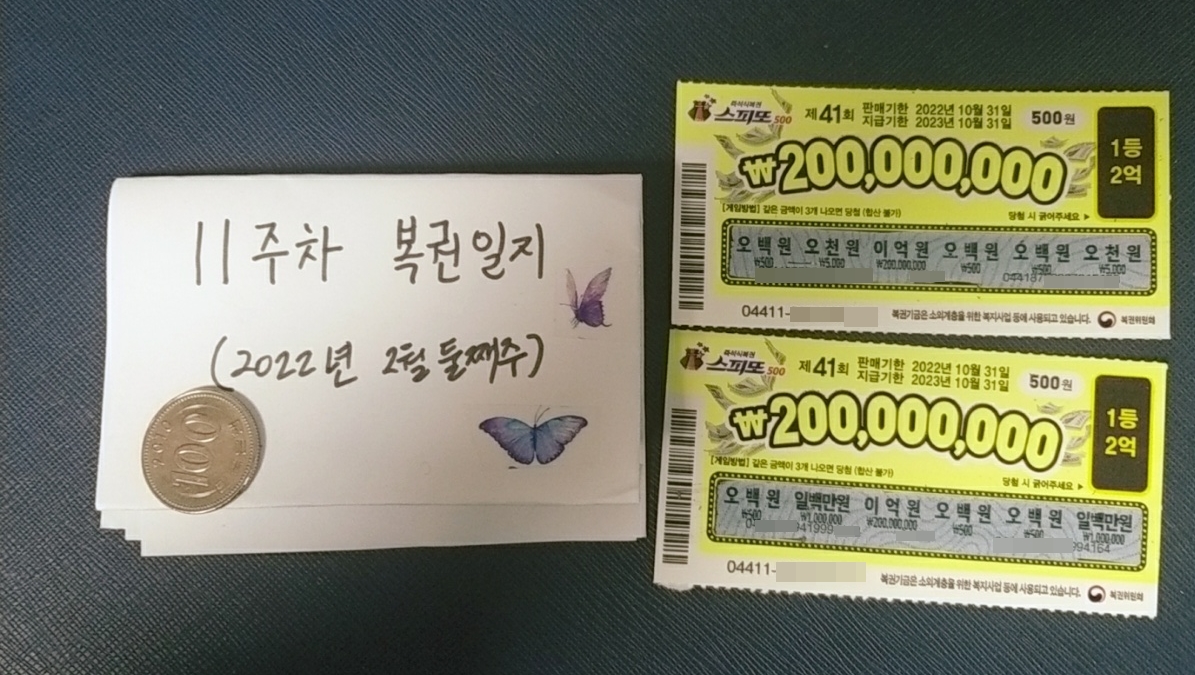 11주차 복권일지
(2022년 2월 둘째주)
2010
100
즉석식복권
스피또500
제41회
판매기한 2022년 10월 31일
지급기한 2023년 10월 31일
500원
1등
2억
₩200,000,000
[게임방법] 같은 금액이 3개 나오면 당첨 (합산 불가)
당첨 시 긁어주세요 ▶
오백원 오천원 이억원 오백원 오백원 오천원
₩500 ₩5,000 ₩200,000,000 ₩500 ₩500 ₩5,000
04411-
복권기금은 소외계층을 위한 복지사업 등에 사용되고 있습니다.
복권위원회
즉석식복권
스피또500
제41회
판매기한 2022년 10월 31일
지급기한 2023년 10월 31일
500원
1등
2억
₩200,000,000
[게임방법] 같은 금액이 3개 나오면 당첨 (합산 불가)
당첨 시 긁어주세요 ▶
오백원 일백만원 이억원 오백원 오백원 일백만원
₩500 ₩1,000,000 ₩200,000,000 ₩500 ₩500 ₩1,000,000
04411-
복권기금은 소외계층을 위한 복지사업 등에 사용되고 있습니다.
복권위원회